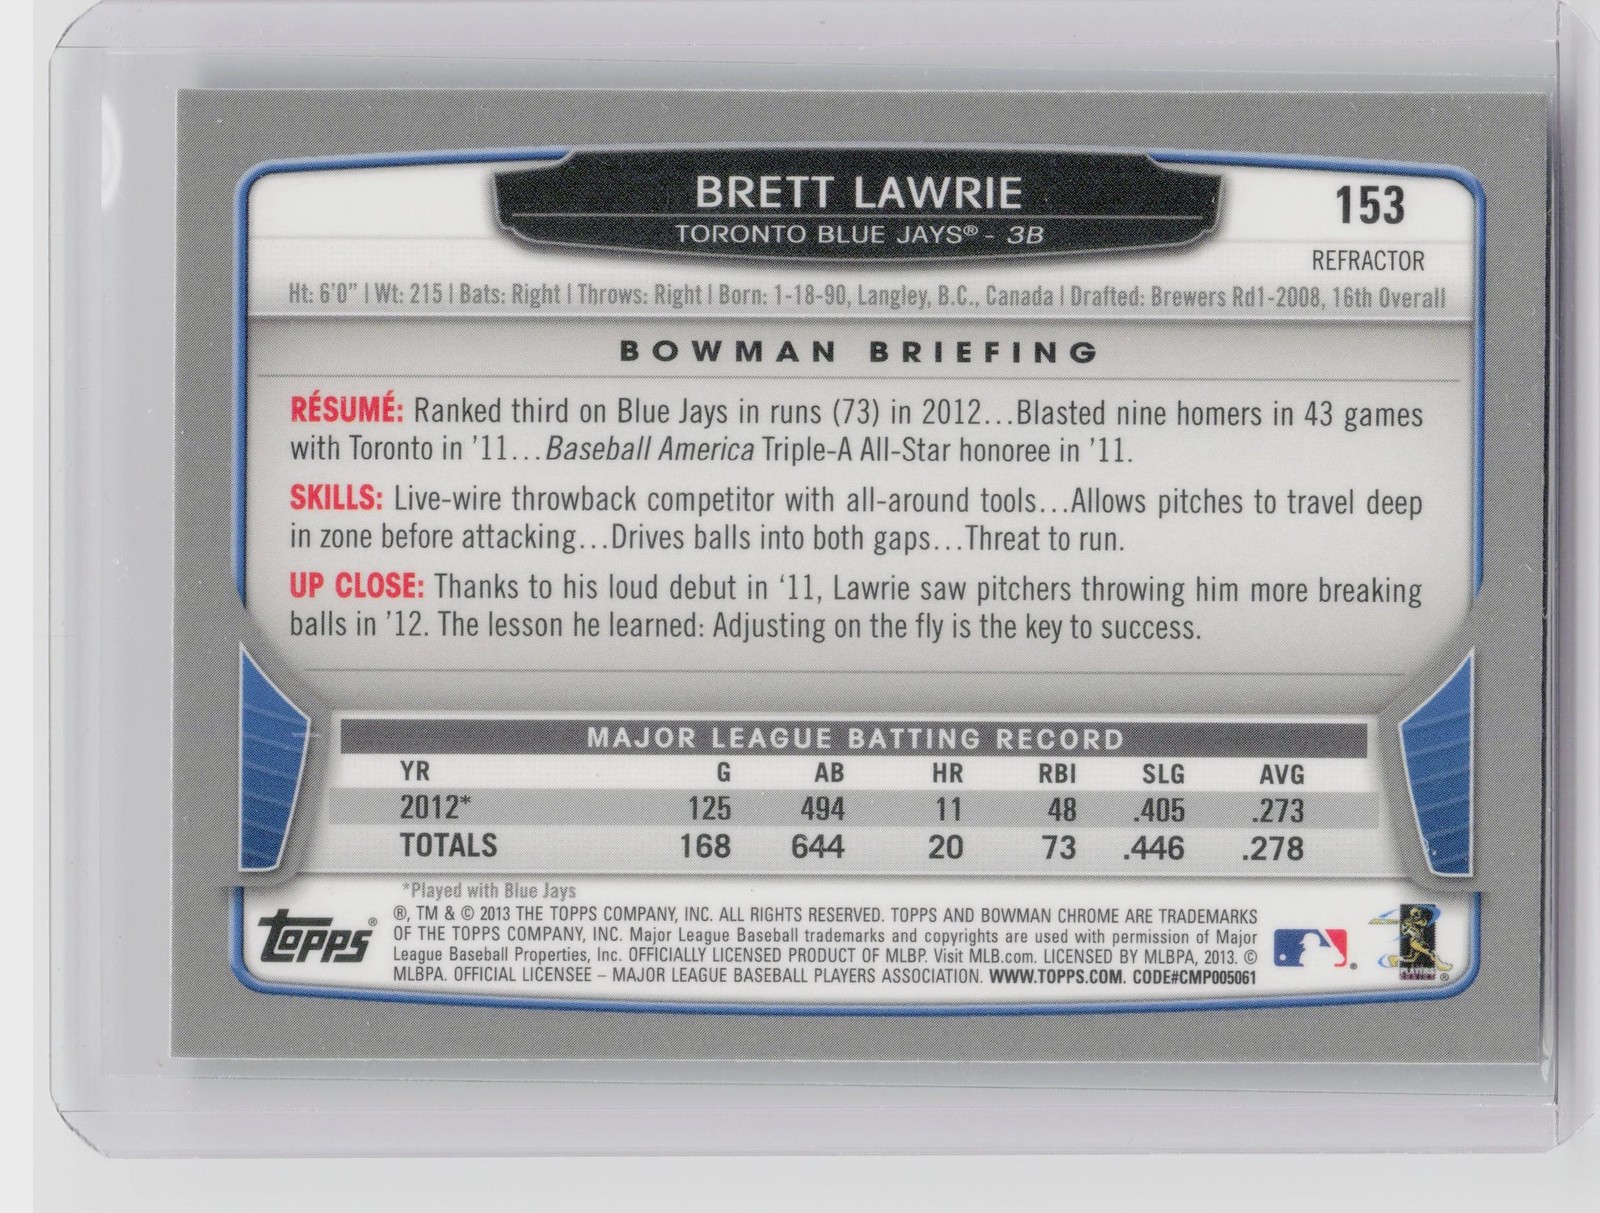 BRETT LAWRIE
TORONTO BLUE JAYS® - 3B
153
REFRACTOR
Ht: 6'0" | Wt: 215 | Bats: Right | Throws: Right | Born: 1-18-90, Langley, B.C., Canada | Drafted: Brewers Rd1-2008, 16th Overall
BOWMAN BRIEFING
RÉSUMÉ: Ranked third on Blue Jays in runs (73) in 2012...Blasted nine homers in 43 games
with Toronto in '11...Baseball America Triple-A All-Star honoree in '11.
SKILLS: Live-wire throwback competitor with all-around tools...Allows pitches to travel deep
in zone before attacking...Drives balls into both gaps...Threat to run.
UP CLOSE: Thanks to his loud debut in ‘11, Lawrie saw pitchers throwing him more breaking
balls in '12. The lesson he learned: Adjusting on the fly is the key to success.
MAJOR LEAGUE BATTING RECORD
YR G AB HR RBI SLG AVG
2012* 125 494 11 48 .405 .273
TOTALS 168 644 20 73 .446 .278
*Played with Blue Jays
®, TM & © 2013 THE TOPPS COMPANY, INC. ALL RIGHTS RESERVED. TOPPS AND BOWMAN CHROME ARE TRADEMARKS
OF THE TOPPS COMPANY, INC. Major League Baseball trademarks and copyrights are used with permission of Major
League Baseball Properties, Inc. OFFICIALLY LICENSED PRODUCT OF MLBP. Visit MLB.com. LICENSED BY MLBPA, 2013. ©
MLBPA. OFFICIAL LICENSEE – MAJOR LEAGUE BASEBALL PLAYERS ASSOCIATION. WWW.TOPPS.COM. CODE#CMP005061
Topps®
®
PLAYERS
®